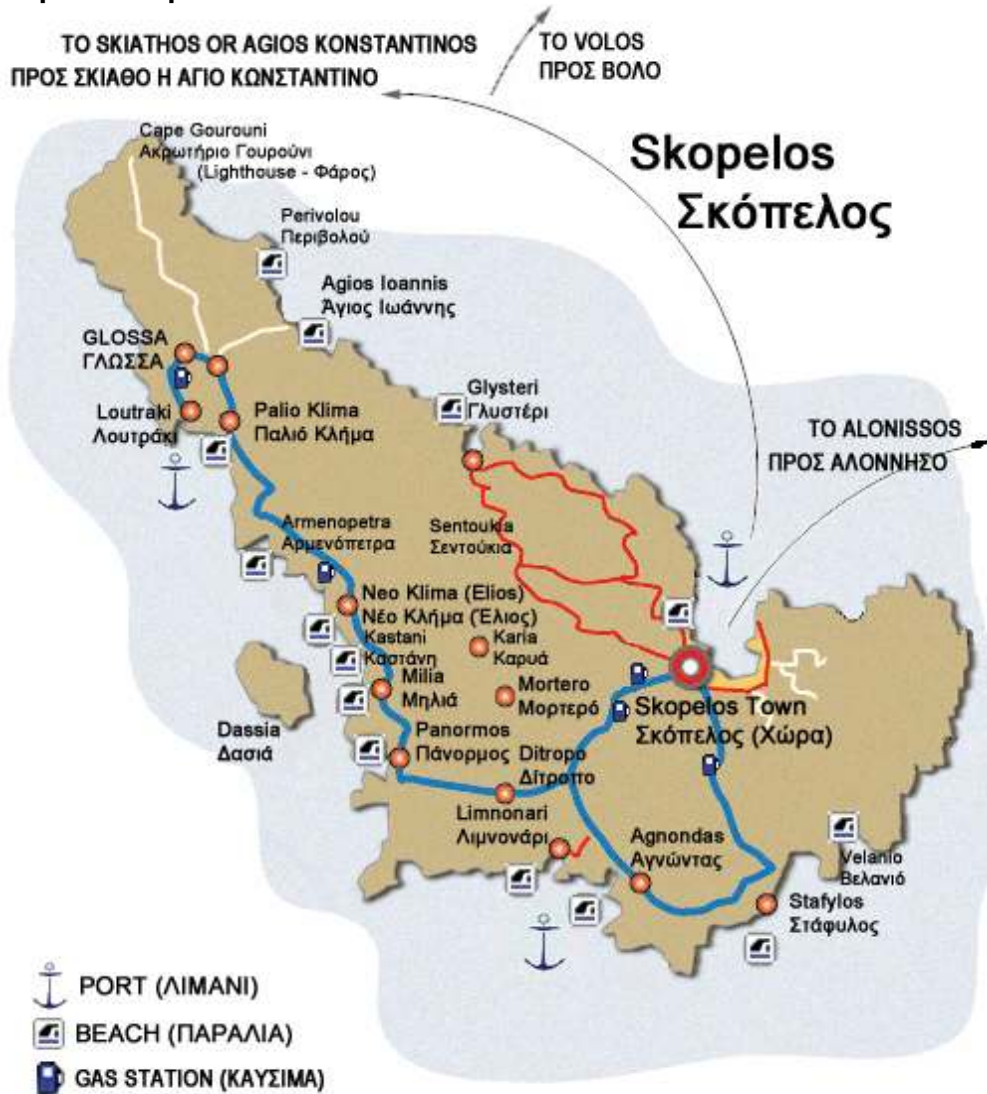 TO SKIATHOS OR AGIOS KONSTANTINOS
ΠΡΟΣ ΣΚΙΑΘΟ Η ΑΓΙΟ ΚΩΝΣΤΑΝΤΙΝΟ
TO VOLOS
ΠΡΟΣ ΒΟΛΟ
Skopelos
Σκόπελος
Cape Gourouni
Ακρωτήριο Γουρούνι
(Lighthouse - Φάρος)
Perivolou
Περιβολού
Agios Ioannis
Άγιος Ιωάννης
GLOSSA
ΓΛΩΣΣΑ
Loutraki
Λουτράκι
Palio Klima
Παλιό Κλήμα
Glysteri
Γλυστέρι
TO ALONISSOS
ΠΡΟΣ ΑΛΟΝΝΗΣΟ
Armenopetra
Αρμενόπετρα
Sentoukia
Σεντούκια
Neo Klima (Elios)
Νέο Κλήμα (Έλιος)
Kastani
Καστάνη
Karia
Καρυά
Milia
Μηλιά
Mortero
Μορτερό
Skopelos Town
Σκόπελος (Χώρα)
Dassia
Δασιά
Panormos
Πάνορμος
Ditropo
Δίτροπο
Limnonari
Λιμνονάρι
Agnondas
Αγνώντας
Velanio
Βελανιό
Stafylos
Στάφυλος
PORT (ΛΙΜΑΝΙ)
BEACH (ΠΑΡΑΛΙΑ)
GAS STATION (ΚΑΥΣΙΜΑ)